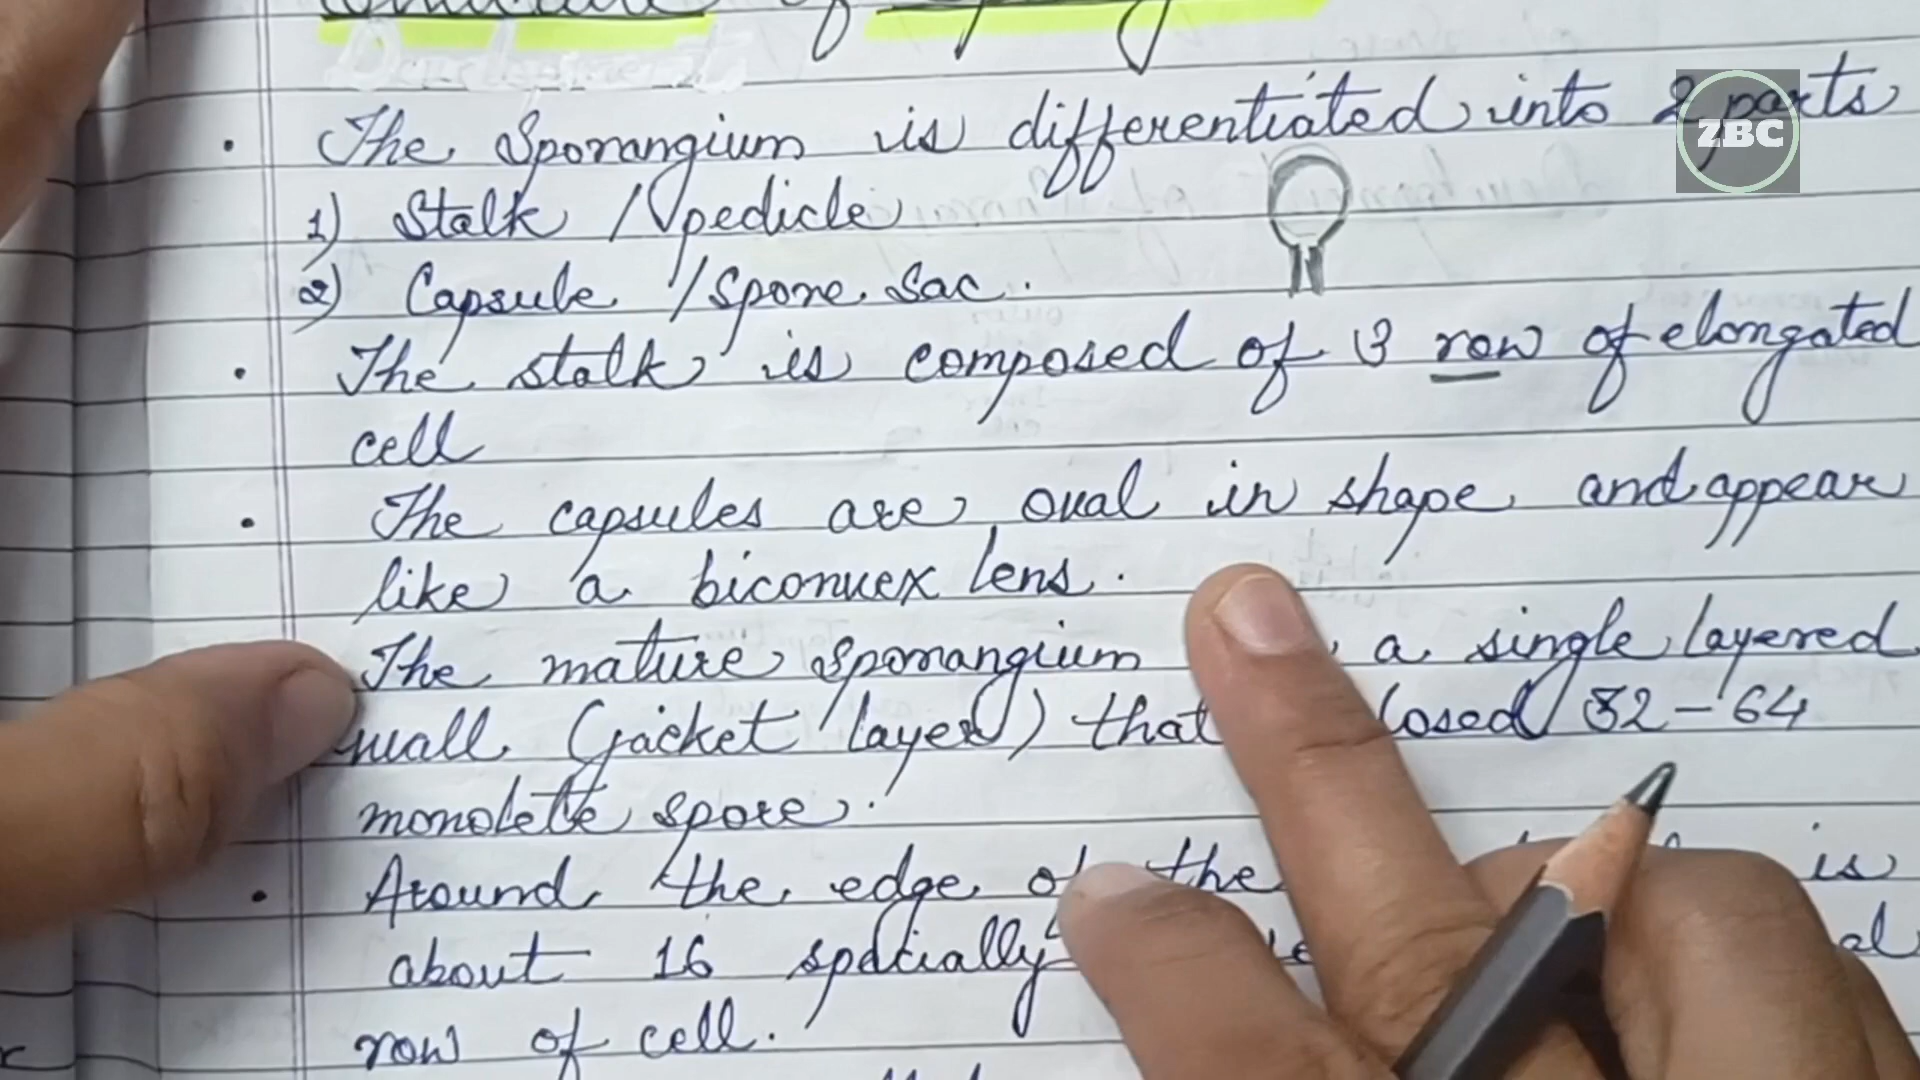 of
Development
The Sporangium is differentiated into 2 parts
ZBC
1) Stalk / pedicle
2) Capsule / Spore Sac.
The stalk is composed of 3 row of elongated
cell
The capsules are oval in shape and appear
like a biconvex lens.
The mature sporangium a single layered
wall (jacket layer) that 32-64
monolete spore.
Around the edge of the is
about 16 spacially
row of cell.